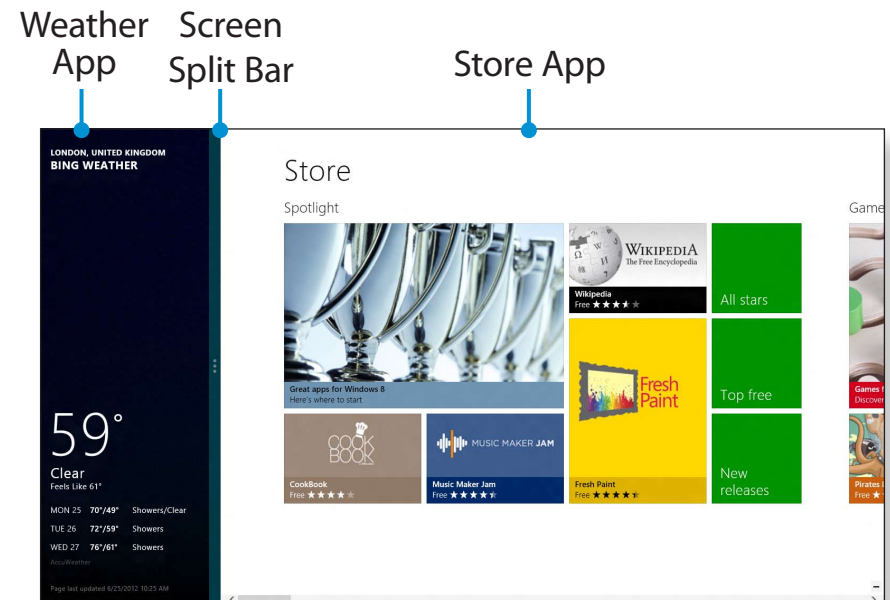 Weather App
Screen Split Bar
Store App
LONDON, UNITED KINGDOM
BING WEATHER
59°
Clear
Feels Like 61°
MON 25 70°/49° Showers/Clear
TUE 26 72°/59° Showers
WED 27 76°/61° Showers
AccuWeather
Page last updated 6/25/2012 10:25 AM
Store
Spotlight
Great apps for Windows 8
Here's where to start
WIKIPEDIA
The Free Encyclopedia
Wikipedia
Free
All stars
Fresh
Paint
Fresh Paint
Free
Top free
COOK
BOOK
CookBook
Free
MUSIC MAKER JAM
Music Maker Jam
Free
New
releases
Game
Games
Discover
Pirates
Free